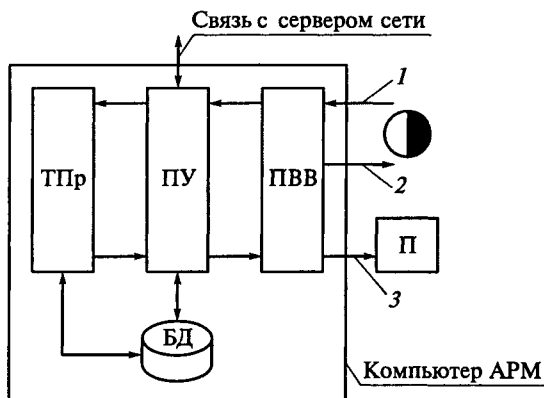 Связь с сервером сети
1
ТПр
ПУ
ПВВ
2
П
3
БД
Компьютер АРМ